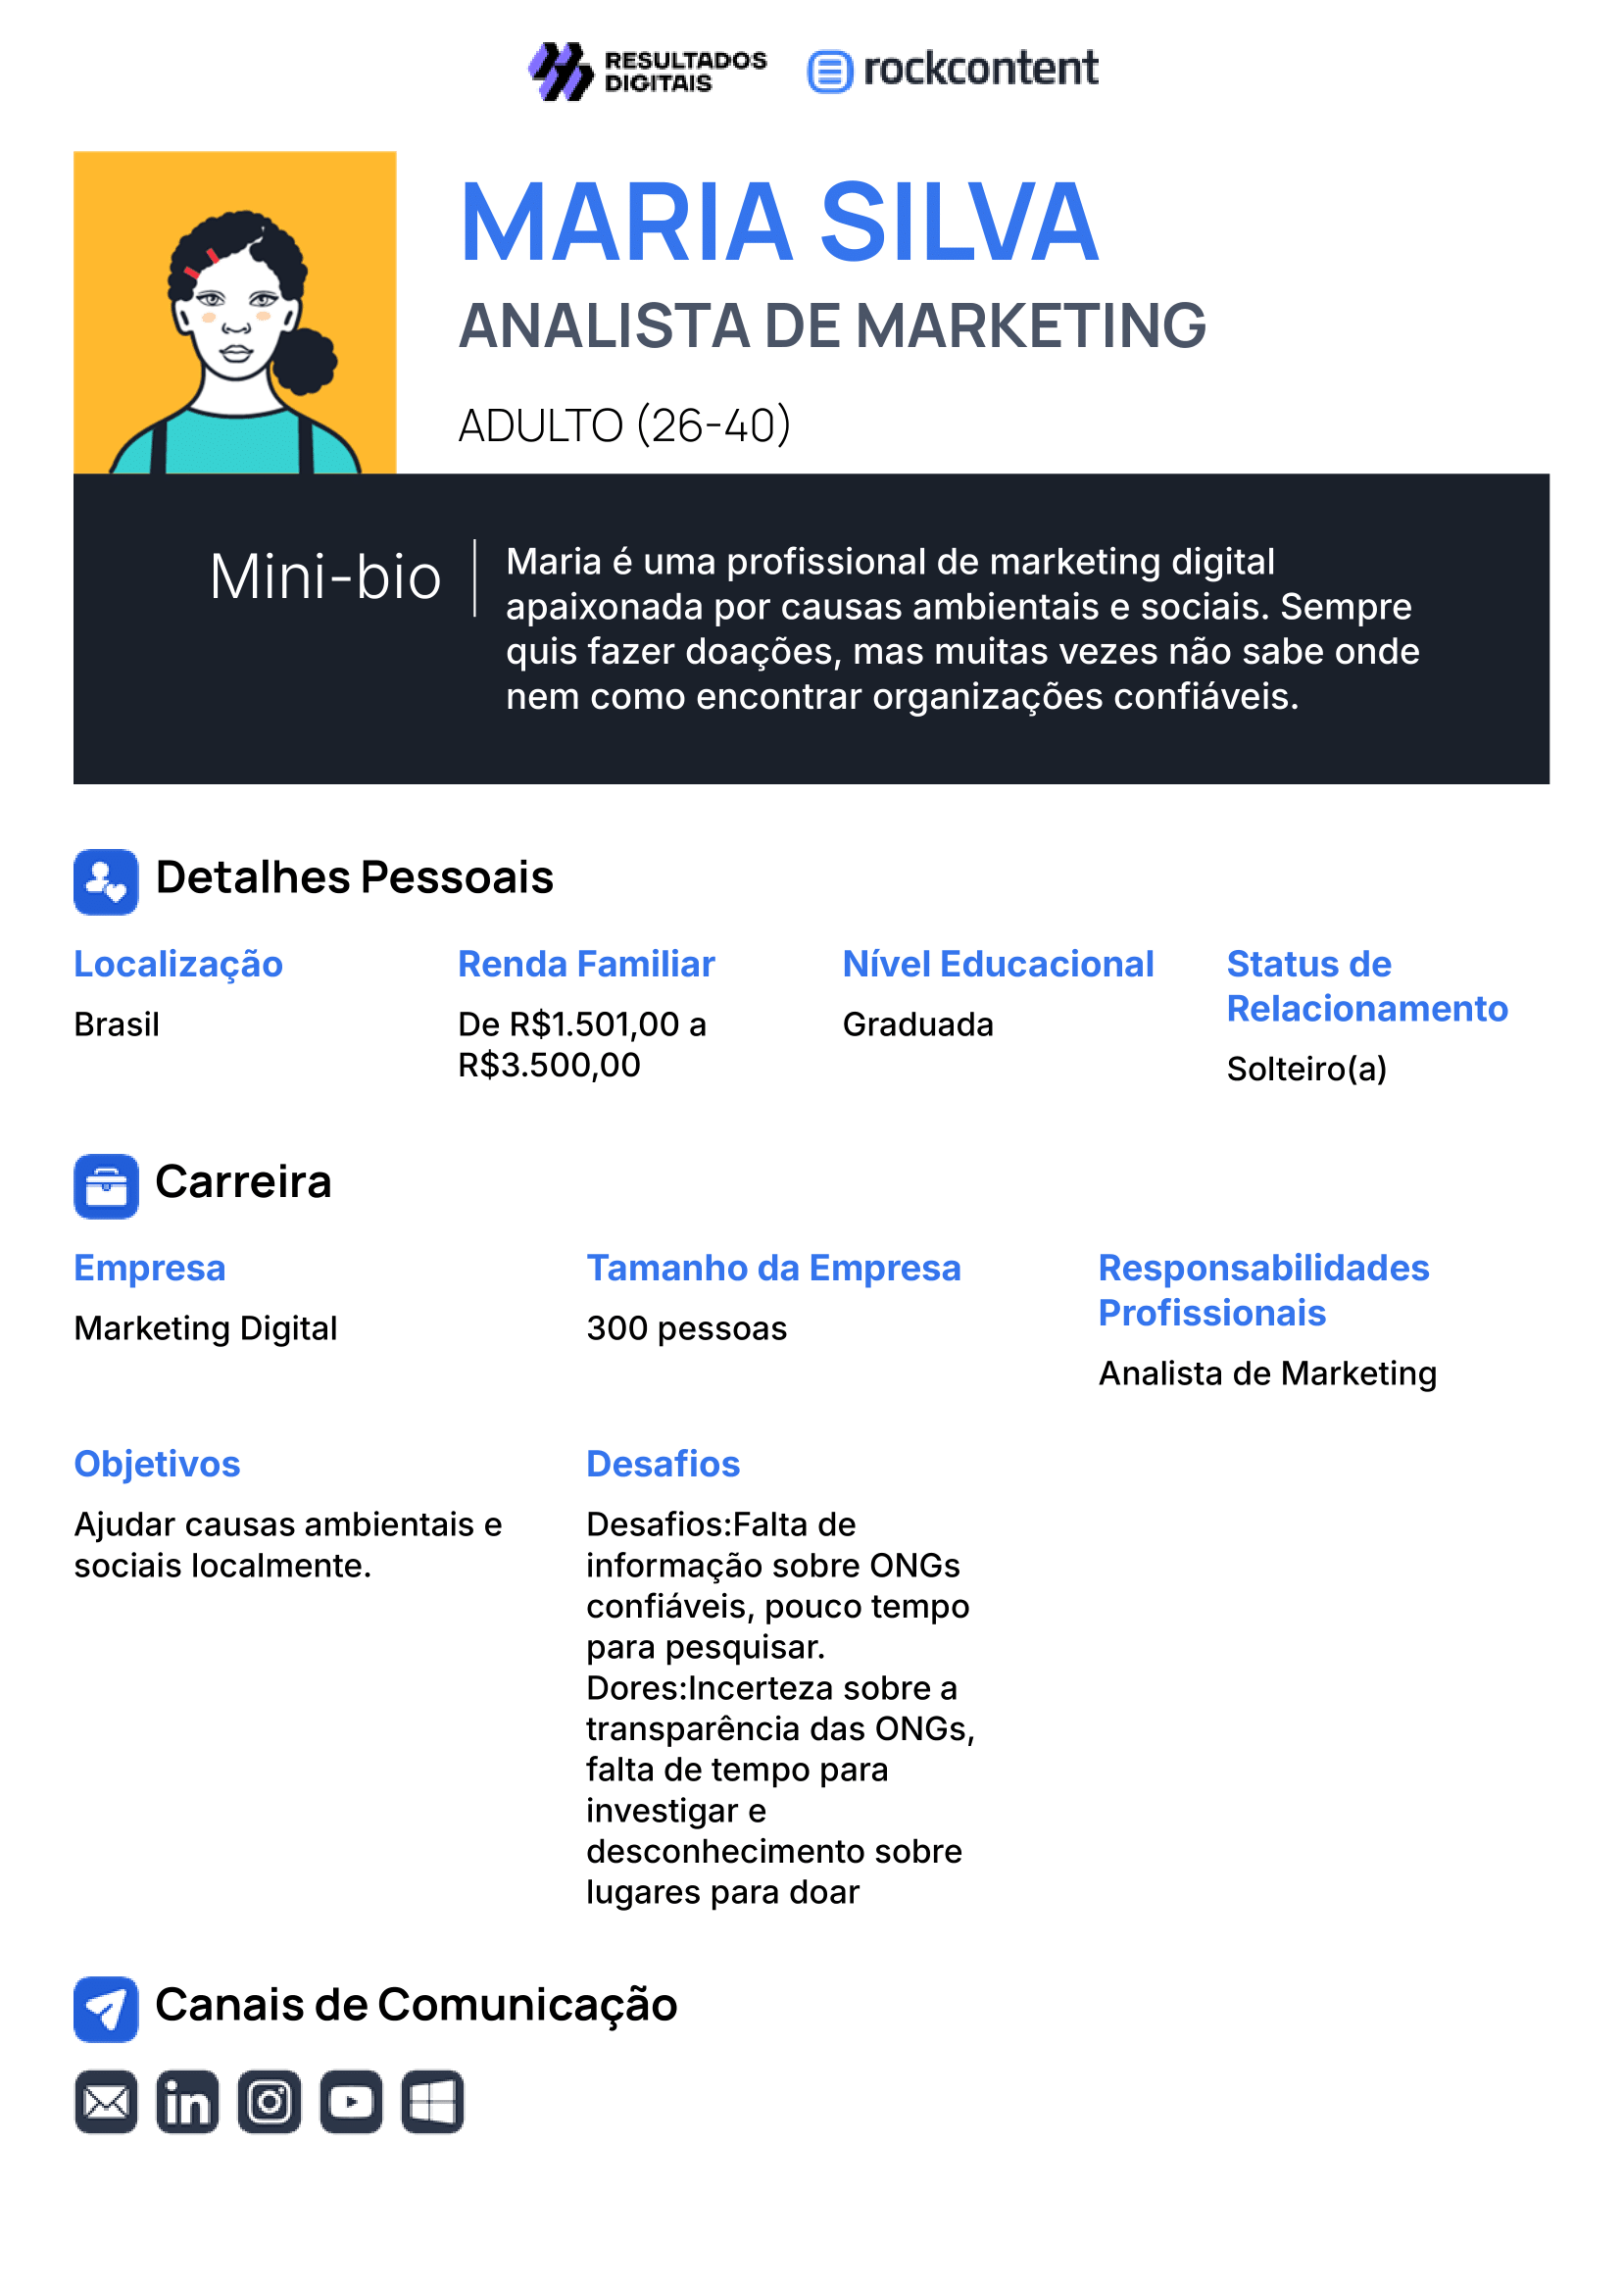 RESULTADOS
DIGITAIS
rockcontent
MARIA SILVA
ANALISTA DE MARKETING
ADULTO (26-40)
Mini-bio
Maria é uma profissional de marketing digital
apaixonada por causas ambientais e sociais. Sempre
quis fazer doações, mas muitas vezes não sabe onde
nem como encontrar organizações confiáveis.
Detalhes Pessoais
Localização
Brasil
Renda Familiar
De R$1.501,00 a
R$3.500,00
Nível Educacional
Graduada
Status de
Relacionamento
Solteiro(a)
Carreira
Empresa
Marketing Digital
Tamanho da Empresa
300 pessoas
Responsabilidades
Profissionais
Analista de Marketing
Objetivos
Ajudar causas ambientais e
sociais localmente.
Desafios
Desafios:Falta de
informação sobre ONGs
confiáveis, pouco tempo
para pesquisar.
Dores:Incerteza sobre a
transparência das ONGs,
falta de tempo para
investigar e
desconhecimento sobre
lugares para doar
Canais de Comunicação
in